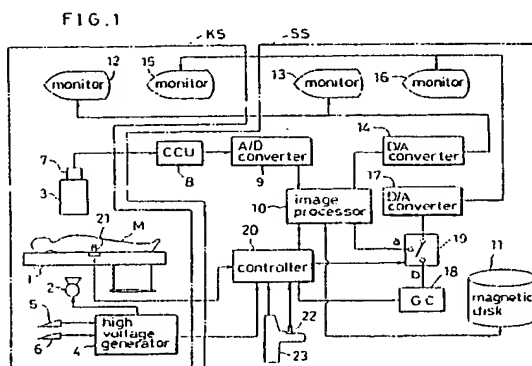 FIG.1
KS
SS
12
monitor
15
monitor
13
monitor
16
monitor
14
D/A
converter
17
D/A
converter
7
3
CCU
8
A/D
converter
9
10
image
processor
21
M
1
2
20
controller
a
19
b
18
GC
11
magnetic
disk
5
6
high
voltage
generator
4
22
23